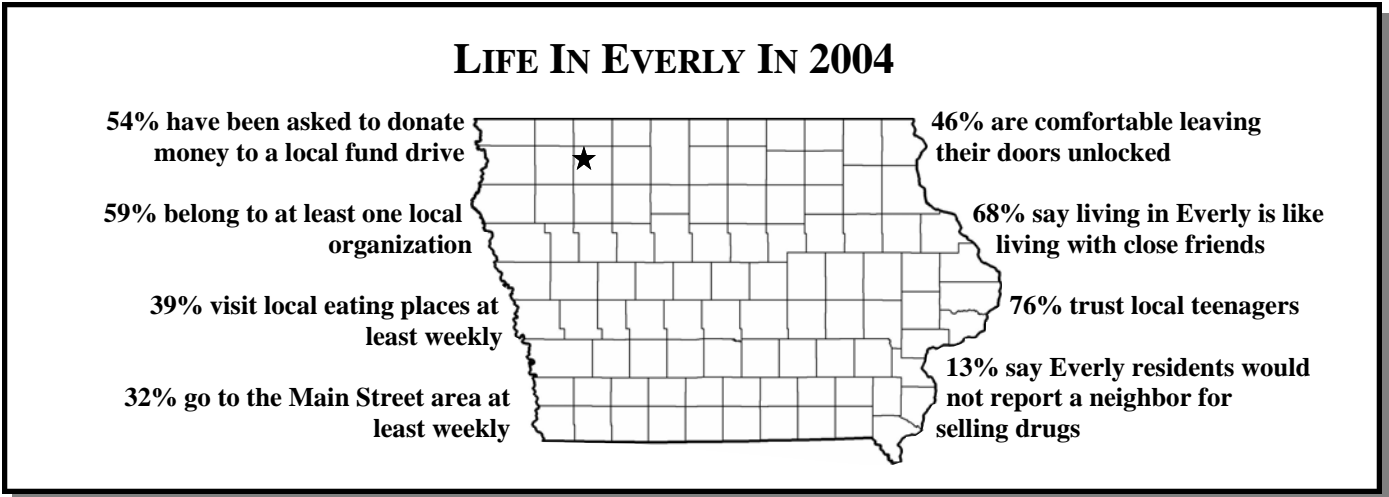 LIFE IN EVERLY IN 2004
54% have been asked to donate
money to a local fund drive
59% belong to at least one local
organization
39% visit local eating places at
least weekly
32% go to the Main Street area at
least weekly
46% are comfortable leaving
their doors unlocked
68% say living in Everly is like
living with close friends
76% trust local teenagers
13% say Everly residents would
not report a neighbor for
selling drugs